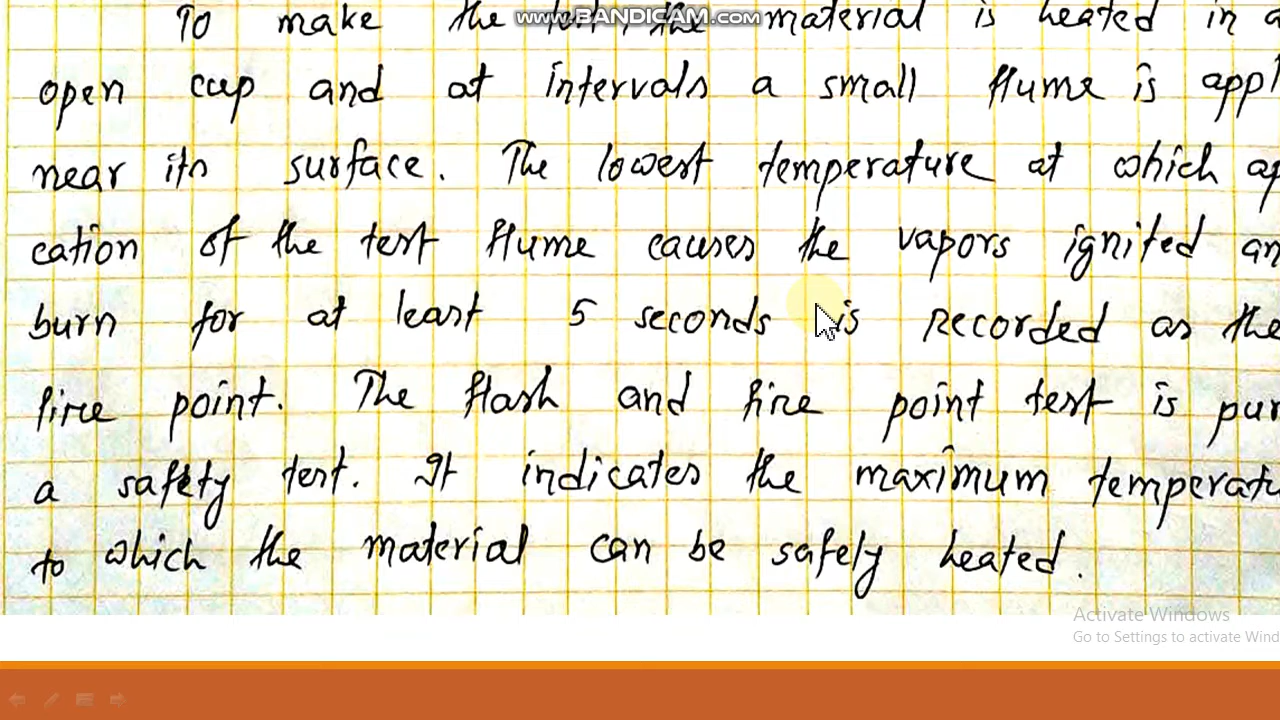 www.BANDICAM.com
To make the test, the material is heated in a
open cup and at intervals a small flume is appl
near its surface. The lowest temperature at which ap
cation of the test flume causes the vapors ignited an
burn for at least 5 seconds is recorded as the
fire point. The flash and fire point test is pur
a safety test. It indicates the maximum temperatu
to which the material can be safely heated.
Activate Windows
Go to Settings to activate Wind